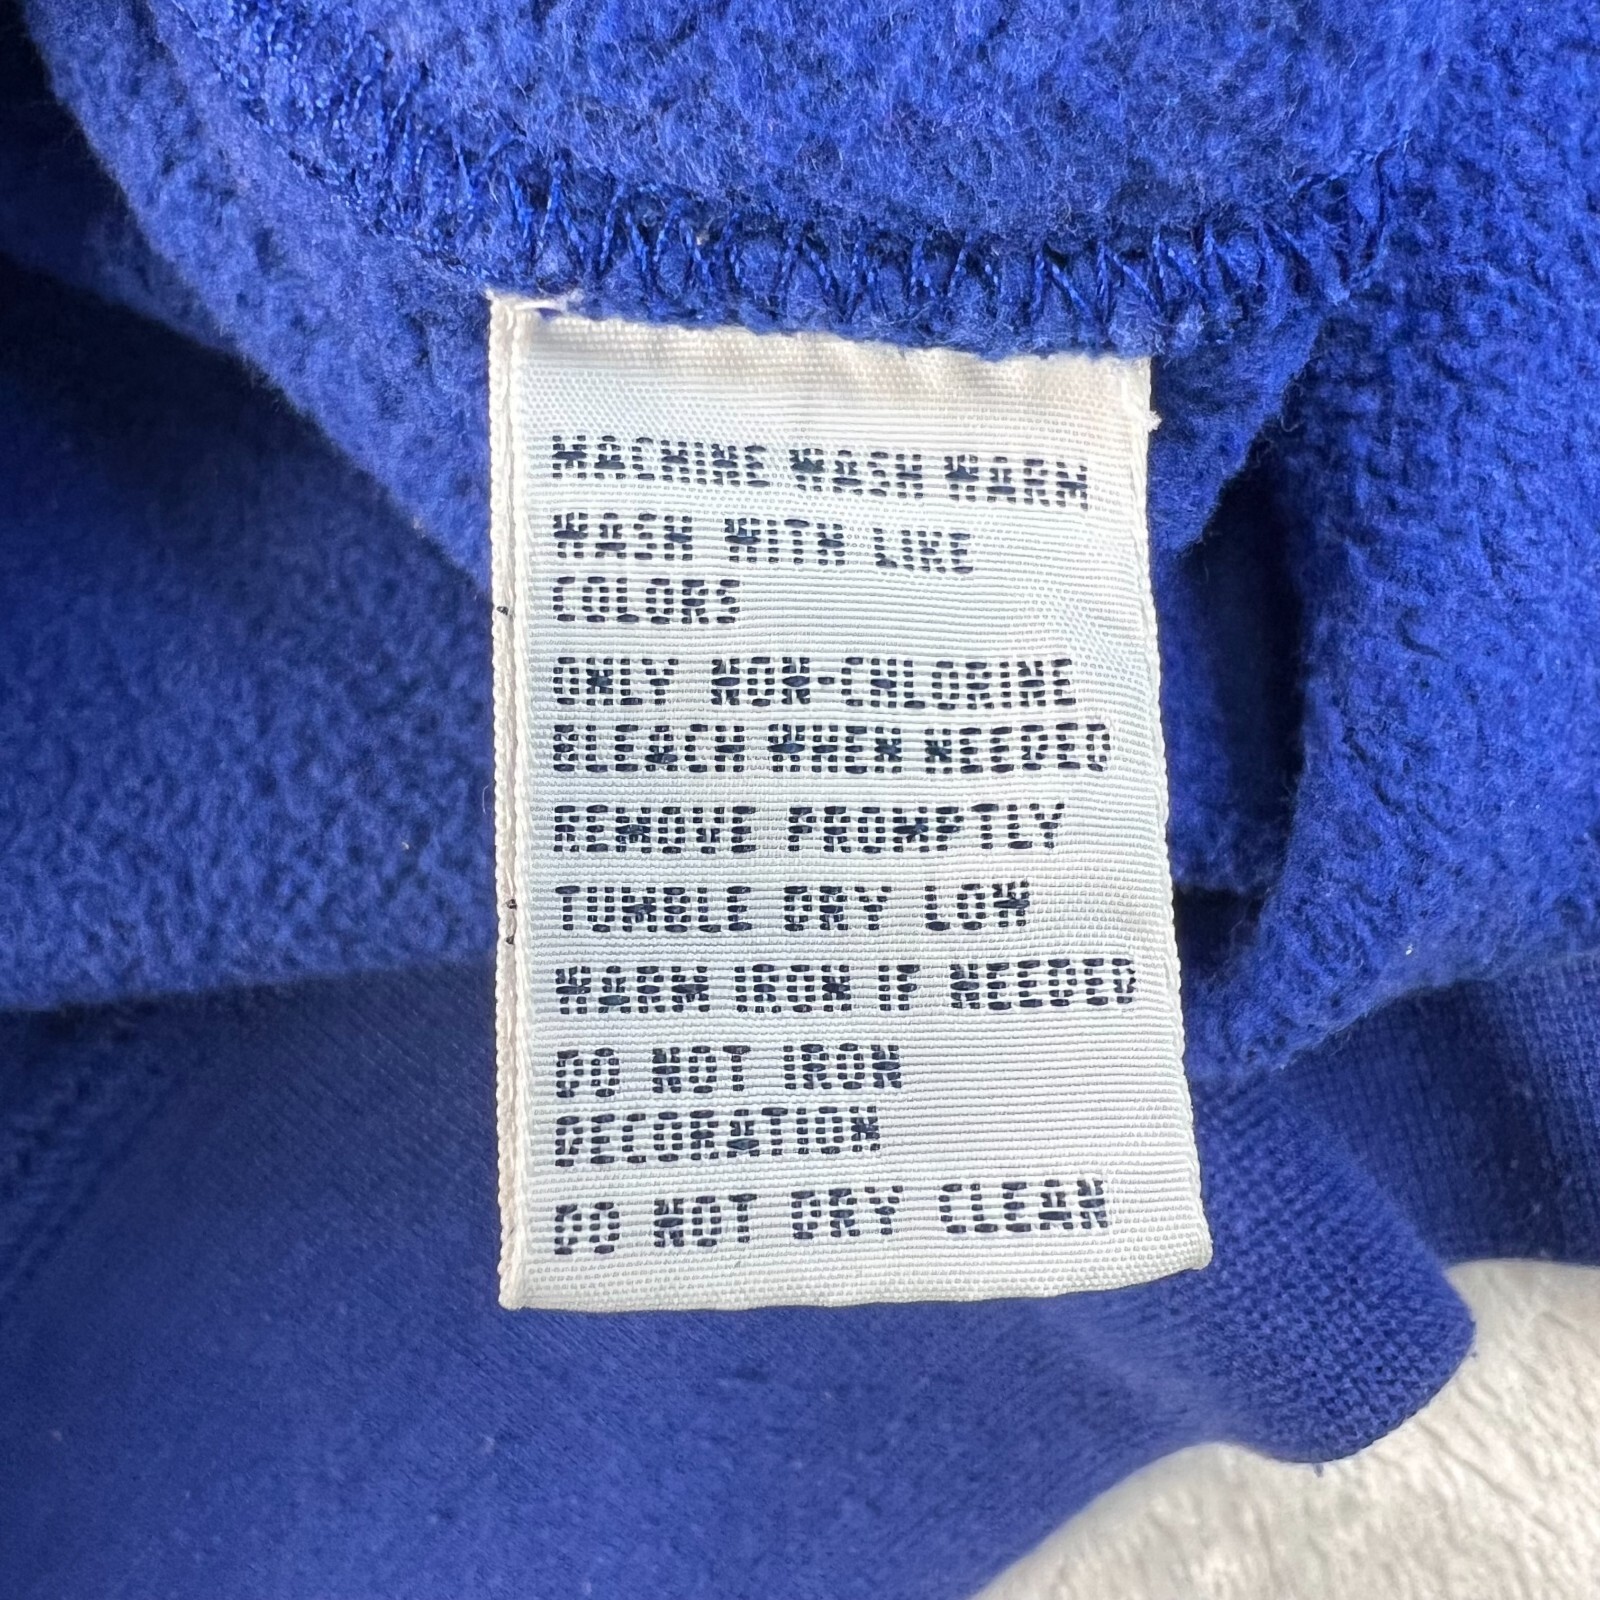 MACHINE WASH WARM
WASH WITH LIKE
COLORS
ONLY NON-CHLORINE
BLEACH WHEN NEEDED
REMOVE PROMPTLY
TUMBLE DRY LOW
WARM IRON IF NEEDED
DO NOT IRON
DECORATION
DO NOT DRY CLEAN